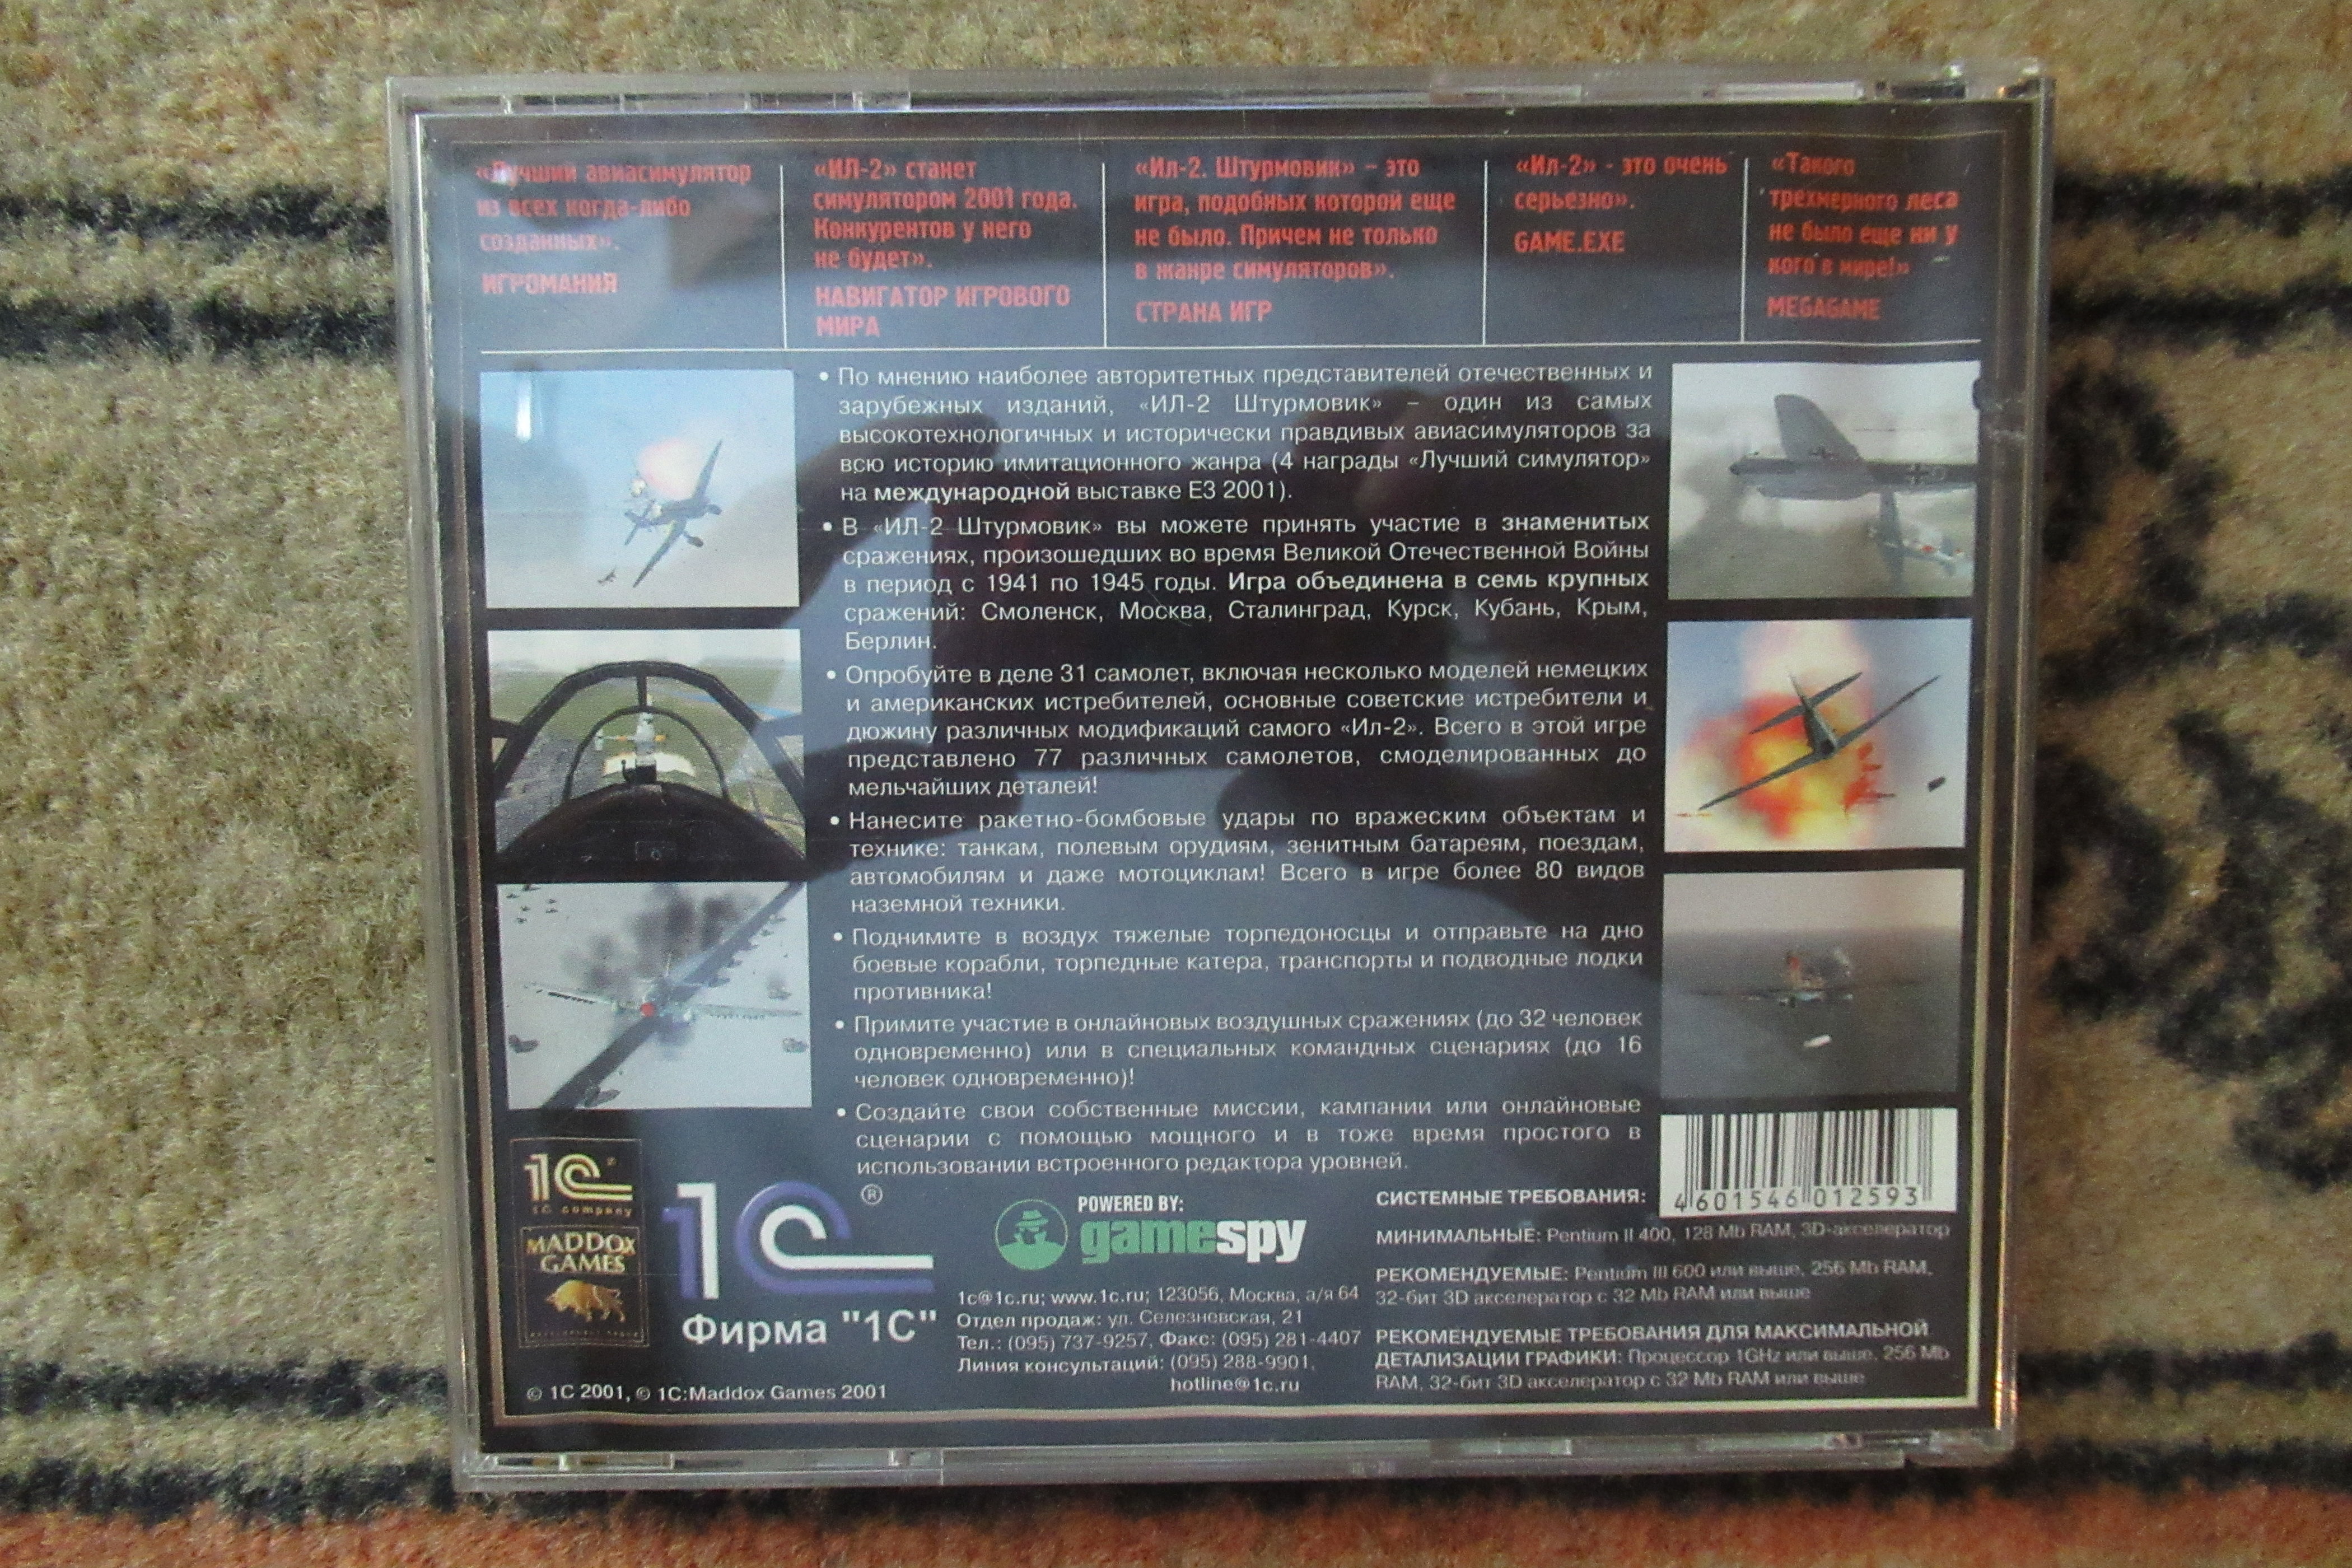 «Лучший авиасимулятор
из всех когда-либо
созданных».
ИГРОМАНИЯ
«ИЛ-2» станет
симулятором 2001 года.
Конкурентов у него
не будет».
НАВИГАТОР ИГРОВОГО
МИРА
«Ил-2. Штурмовик» – это
игра, подобных которой еще
не было. Причем не только
в жанре симуляторов».
СТРАНА ИГР
«Ил-2» - это очень
серьезно».
GAME.EXE
«Такого
трехмерного леса
не было еще ни у
кого в мире!»
MEGAGAME
• По мнению наиболее авторитетных представителей отечественных и
зарубежных изданий, «ИЛ-2 Штурмовик» – один из самых
высокотехнологичных и исторически правдивых авиасимуляторов за
всю историю имитационного жанра (4 награды «Лучший симулятор»
на международной выставке E3 2001).
• В «ИЛ-2 Штурмовик» вы можете принять участие в знаменитых
сражениях, произошедших во время Великой Отечественной Войны
в период с 1941 по 1945 годы. Игра объединена в семь крупных
сражений: Смоленск, Москва, Сталинград, Курск, Кубань, Крым,
Берлин.
• Опробуйте в деле 31 самолет, включая несколько моделей немецких
и американских истребителей, основные советские истребители и
дюжину различных модификаций самого «Ил-2». Всего в этой игре
представлено 77 различных самолетов, смоделированных до
мельчайших деталей!
• Нанесите ракетно-бомбовые удары по вражеским объектам и
технике: танкам, полевым орудиям, зенитным батареям, поездам,
автомобилям и даже мотоциклам! Всего в игре более 80 видов
наземной техники.
• Поднимите в воздух тяжелые торпедоносцы и отправьте на дно
боевые корабли, торпедные катера, транспорты и подводные лодки
противника!
• Примите участие в онлайновых воздушных сражениях (до 32 человек
одновременно) или в специальных командных сценариях (до 16
человек одновременно)!
• Создайте свои собственные миссии, кампании или онлайновые
сценарии с помощью мощного и в тоже время простого в
использовании встроенного редактора уровней.
4 601546 012593
1C
1C company
MADDOX
GAMES
1C®
Фирма "1С"
© 1C 2001, © 1C:Maddox Games 2001
POWERED BY:
gamespy
1c@1c.ru; www.1c.ru; 123056, Москва, а/я 64
Отдел продаж: ул. Селезневская, 21
Тел.: (095) 737-9257, Факс: (095) 281-4407
Линия консультаций: (095) 288-9901,
hotline@1c.ru
СИСТЕМНЫЕ ТРЕБОВАНИЯ:
МИНИМАЛЬНЫЕ: Pentium II 400, 128 Mb RAM, 3D-акселератор
РЕКОМЕНДУЕМЫЕ: Pentium III 600 или выше, 256 Mb RAM,
32-бит 3D акселератор с 32 Mb RAM или выше
РЕКОМЕНДУЕМЫЕ ТРЕБОВАНИЯ ДЛЯ МАКСИМАЛЬНОЙ
ДЕТАЛИЗАЦИИ ГРАФИКИ: Процессор 1GHz или выше, 256 Mb
RAM, 32-бит 3D акселератор с 32 Mb RAM или выше